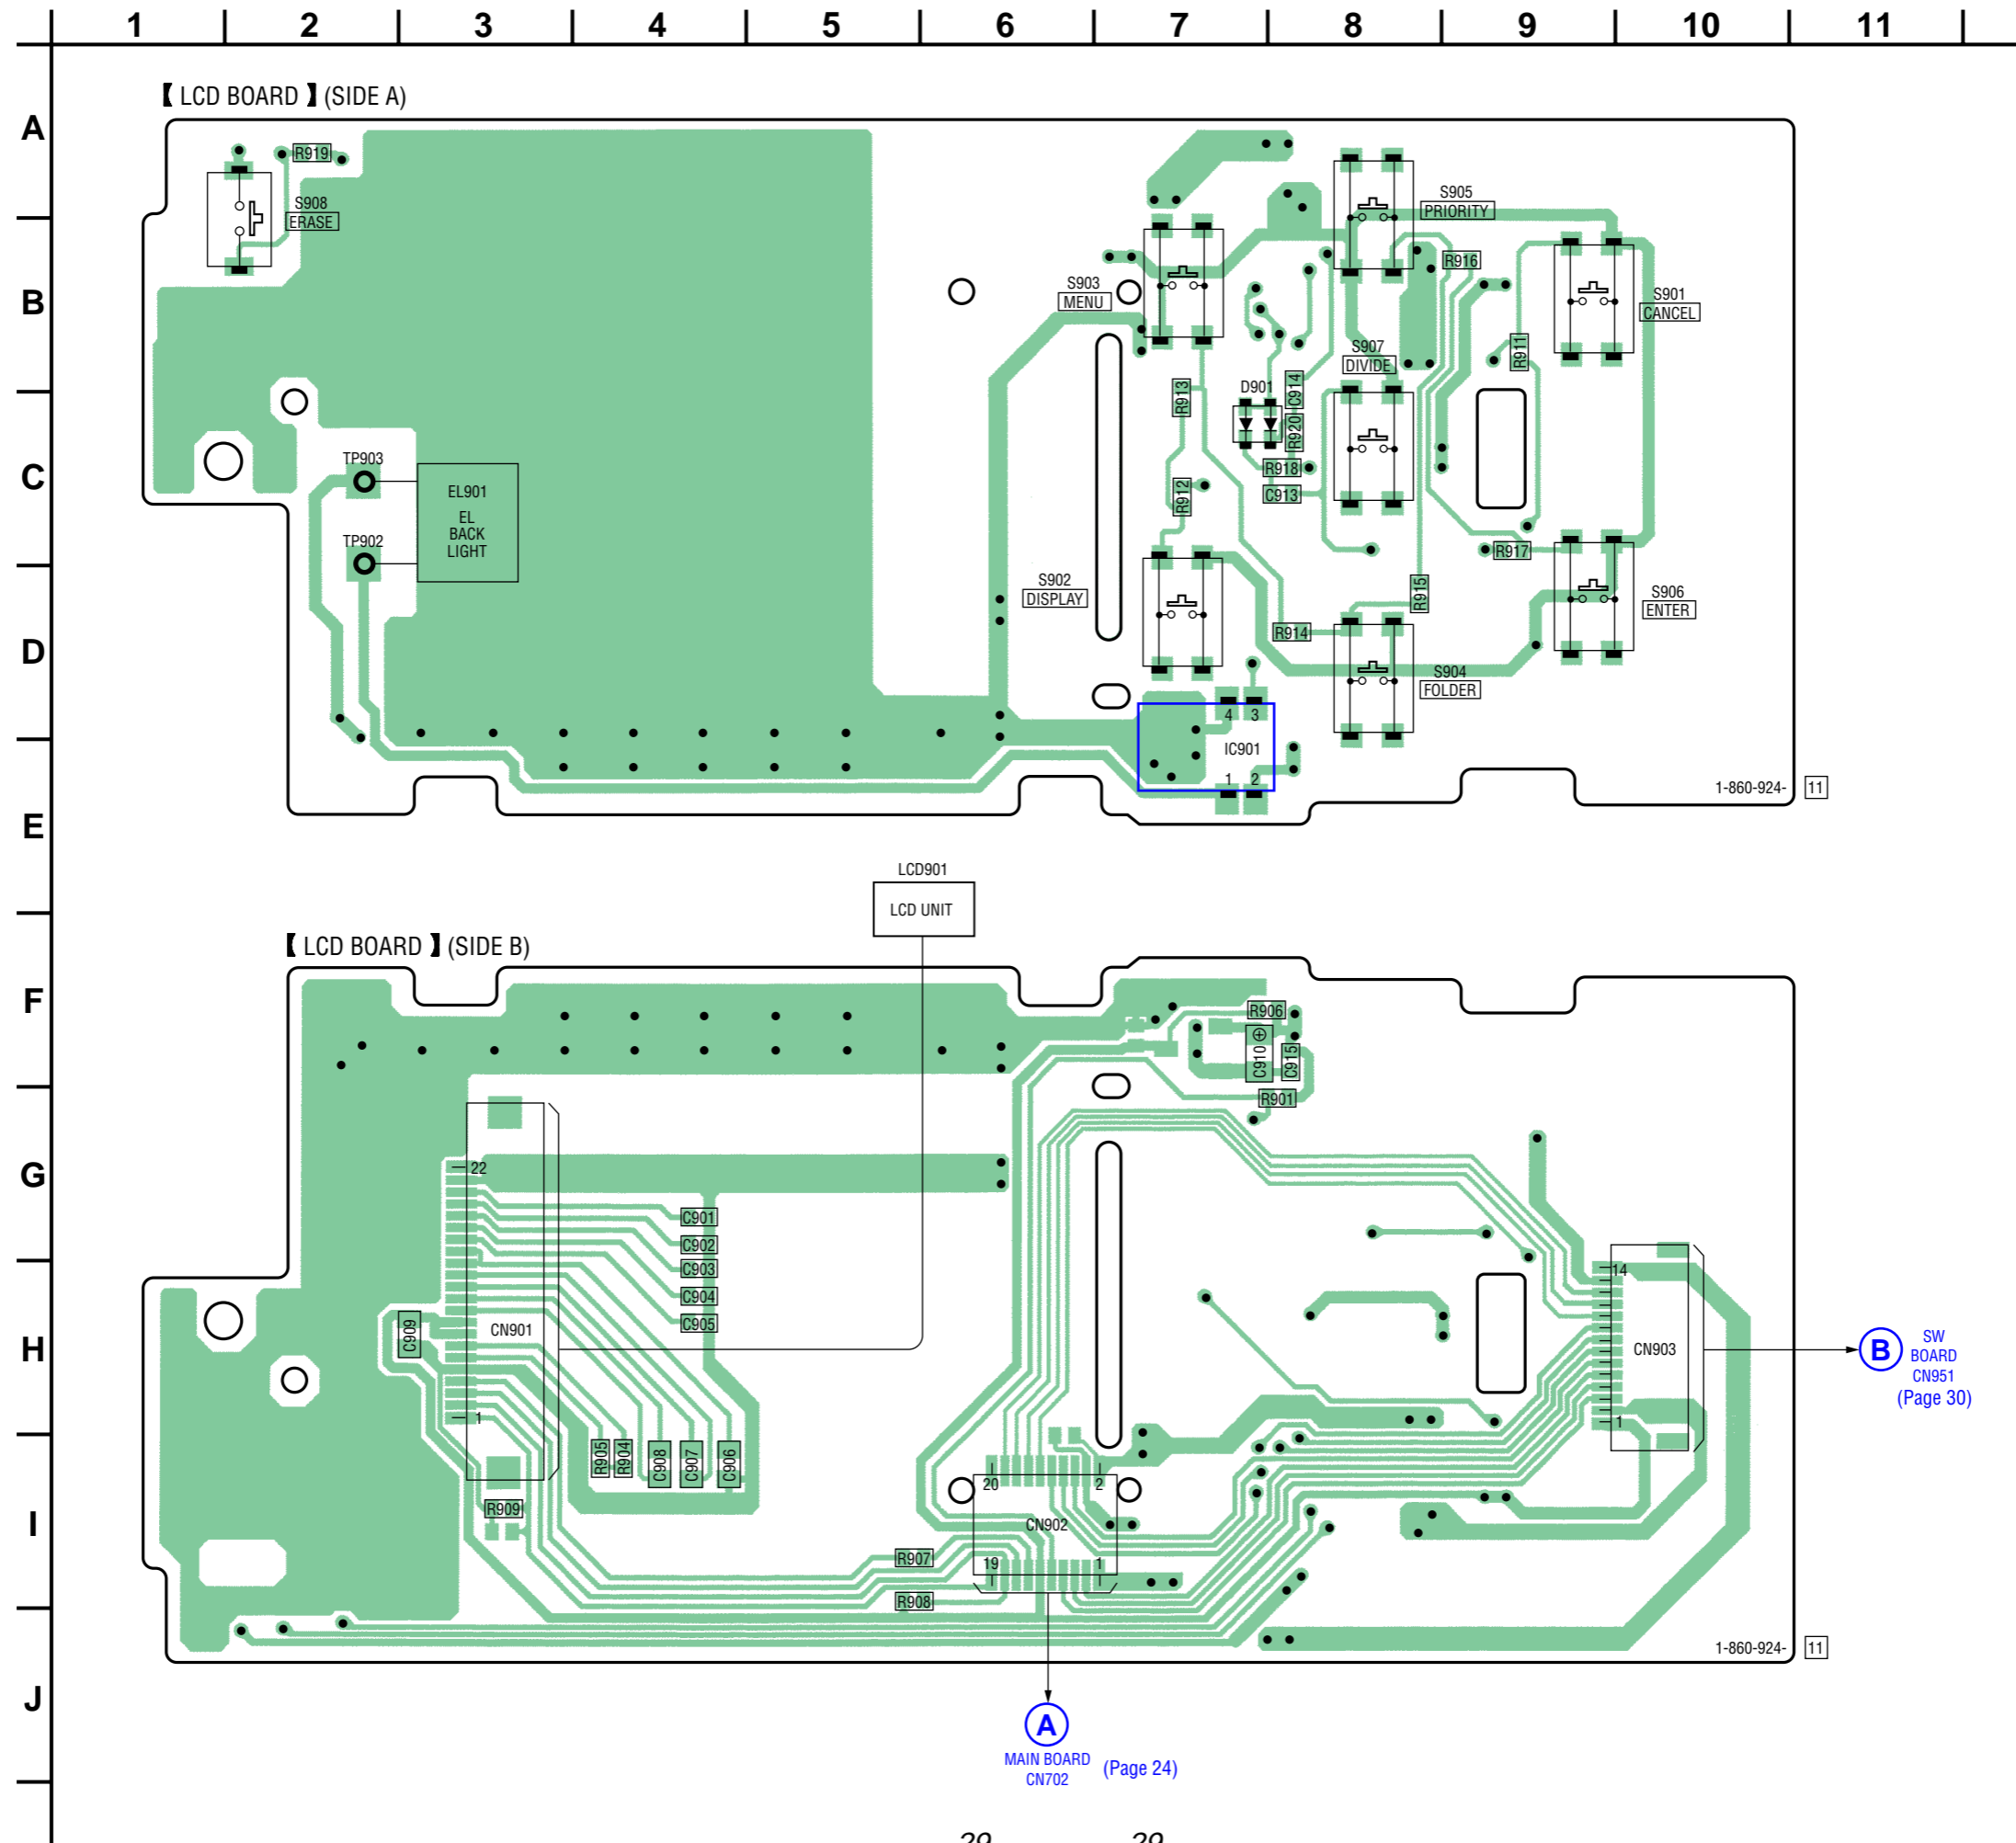 1 2 3 4 5 6 7 8 9 10 11
A
B
C
D
E
F
G
H
I
J
【 LCD BOARD 】 (SIDE A)
R919
S908
ERASE
S905
PRIORITY
R916
S903
MENU
S901
CANCEL
S907
DIVIDE
R911
R913
D901
C914
R920
TP903
R918
C913
R912
EL901
EL
BACK
LIGHT
TP902
R917
S902
DISPLAY
R915
S906
ENTER
R914
S904
FOLDER
4 3
IC901
1 2
1-860-924- 11
LCD901
LCD UNIT
【 LCD BOARD 】 (SIDE B)
R906
C910
C915
R901
22
C901
C902
C903
C904
C905
14
C909
CN901
CN903
B
SW
BOARD
CN951
(Page 30)
1
1
R905
R904
C908
C907
C906
20 2
R909
CN902
R907
19 1
R908
1-860-924- 11
A
MAIN BOARD
CN702
(Page 24)
29 29